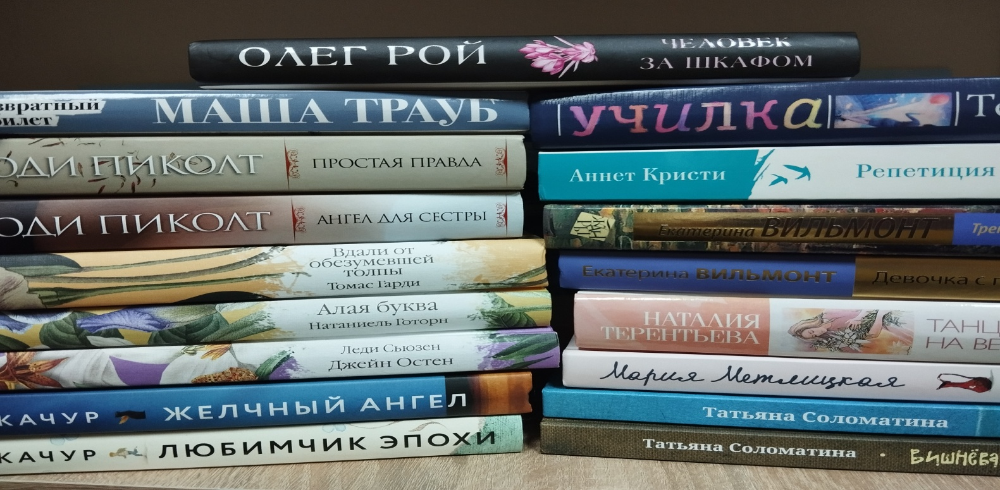 ОЛЕГ РОЙ
ЧЕЛОВЕК
ЗА ШКАФОМ
звратный
билет
МАША ТРАУБ
ОДИ ПИКОЛТ
ПРОСТАЯ ПРАВДА
ОДИ ПИКОЛТ
АНГЕЛ ДЛЯ СЕСТРЫ
Вдали от
обезумевшей
толпы
Томас Гарди
Алая буква
Натаниель Готорн
Леди Сьюзен
Джейн Остен
КАЧУР
ЖЕЛЧНЫЙ АНГЕЛ
КАЧУР
ЛЮБИМЧИК ЭПОХИ
училка
Те
Аннет Кристи
Репетиция
Екатерина ВИЛЬМОНТ
Трe
Екатерина ВИЛЬМОНТ
Девочка с п
НАТАЛИЯ
ТЕРЕНТЬЕВА
ТАНЦ
НА ВЕ
Мария Метлицкая
Татьяна Соломатина
Татьяна Соломатина • Вишнёва